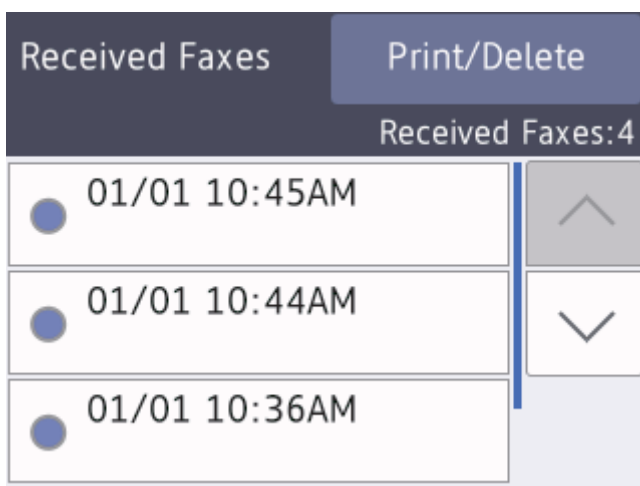 Received Faxes
Print/Delete
Received Faxes:4
01/01 10:45AM
01/01 10:44AM
01/01 10:36AM